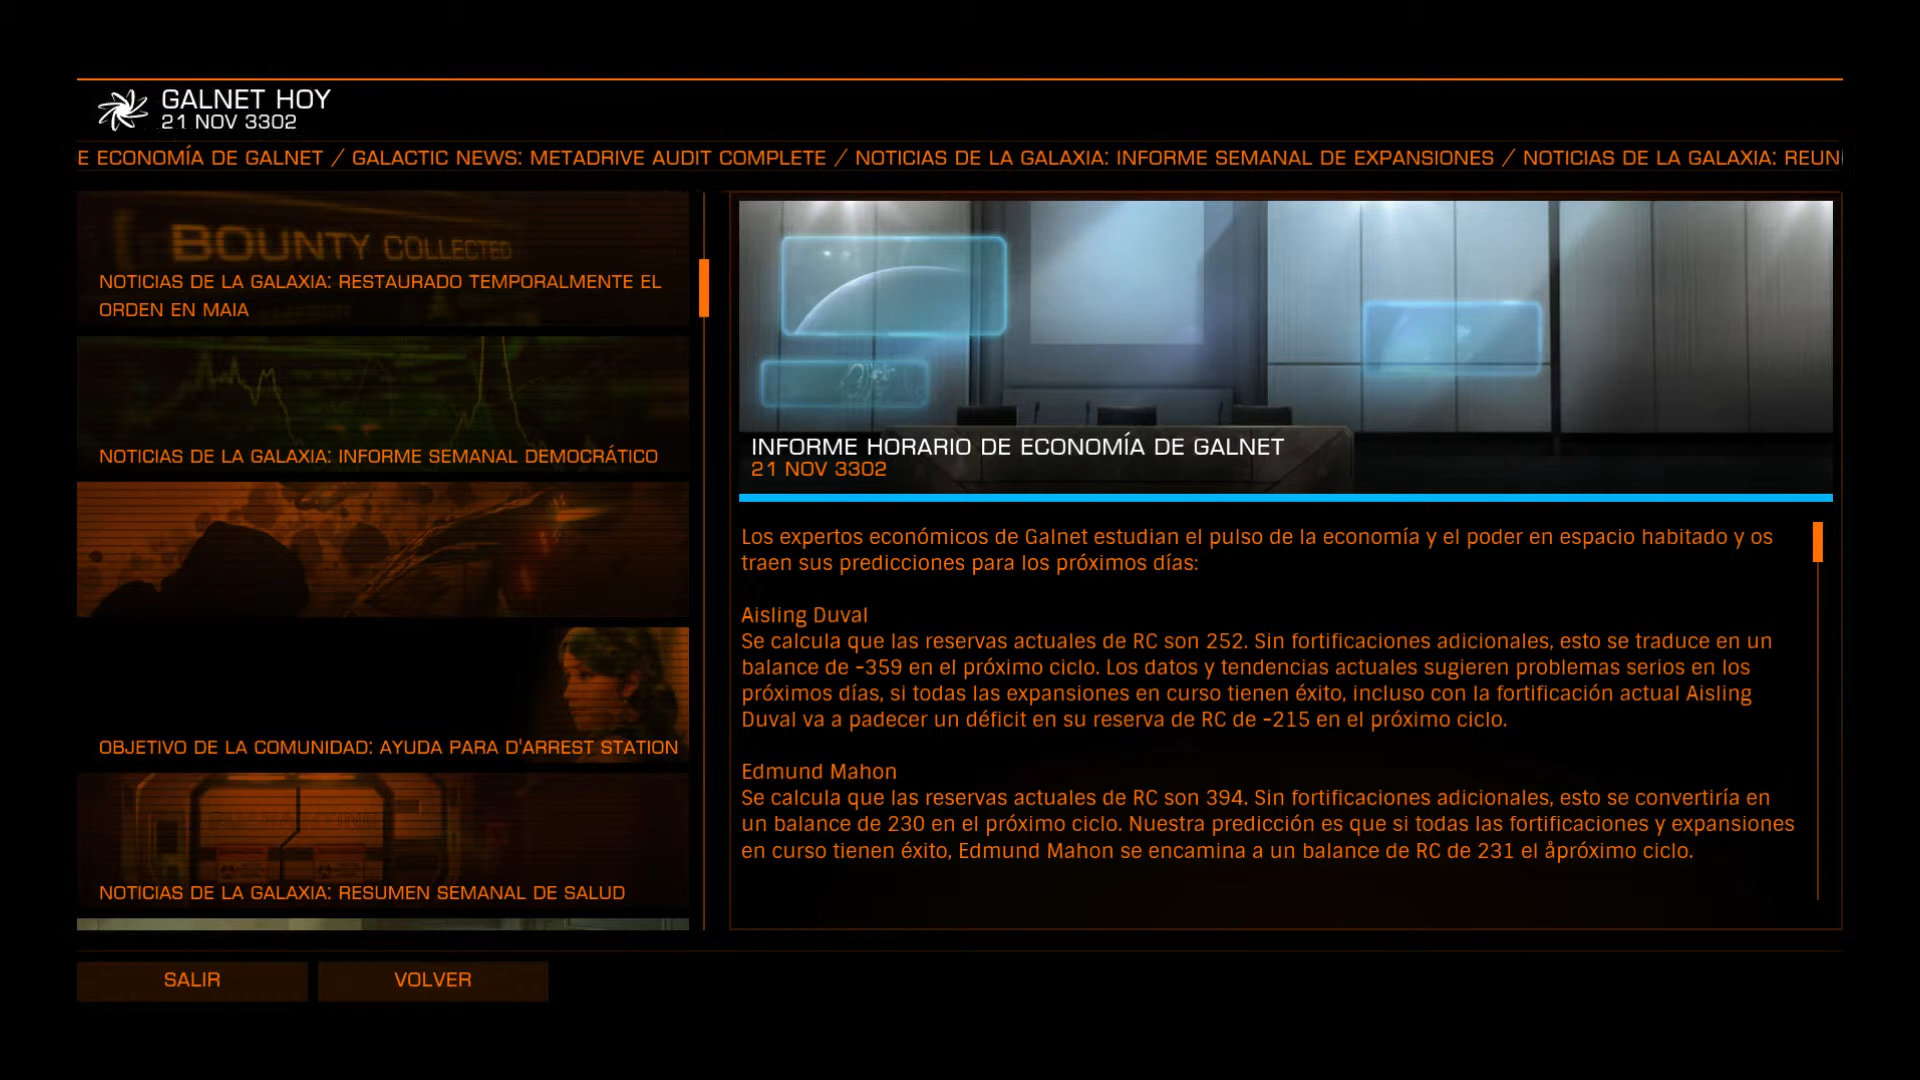 GALNET HOY
21 NOV 3302
E ECONOMÍA DE GALNET / GALACTIC NEWS: METADRIVE AUDIT COMPLETE / NOTICIAS DE LA GALAXIA: INFORME SEMANAL DE EXPANSIONES / NOTICIAS DE LA GALAXIA: REUN
BOUNTY COLLECTED
NOTICIAS DE LA GALAXIA: RESTAURADO TEMPORALMENTE EL
ORDEN EN MAIA
NOTICIAS DE LA GALAXIA: INFORME SEMANAL DEMOCRÁTICO
OBJETIVO DE LA COMUNIDAD: AYUDA PARA D'ARREST STATION
NOTICIAS DE LA GALAXIA: RESUMEN SEMANAL DE SALUD
INFORME HORARIO DE ECONOMÍA DE GALNET
21 NOV 3302
Los expertos económicos de Galnet estudian el pulso de la economía y el poder en espacio habitado y os
traen sus predicciones para los próximos días:
Aisling Duval
Se calcula que las reservas actuales de RC son 252. Sin fortificaciones adicionales, esto se traduce en un
balance de -359 en el próximo ciclo. Los datos y tendencias actuales sugieren problemas serios en los
próximos días, si todas las expansiones en curso tienen éxito, incluso con la fortificación actual Aisling
Duval va a padecer un déficit en su reserva de RC de -215 en el próximo ciclo.
Edmund Mahon
Se calcula que las reservas actuales de RC son 394. Sin fortificaciones adicionales, esto se convertiría en
un balance de 230 en el próximo ciclo. Nuestra predicción es que si todas las fortificaciones y expansiones
en curso tienen éxito, Edmund Mahon se encamina a un balance de RC de 231 el åpróximo ciclo.
SALIR
VOLVER